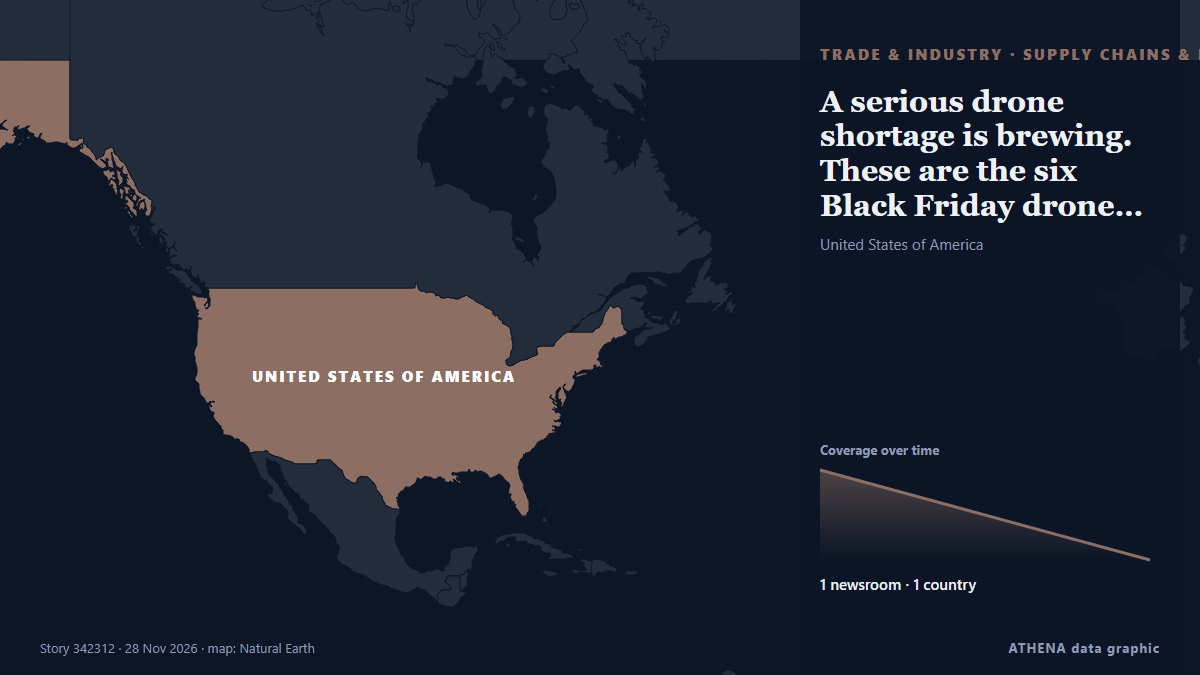 TRADE & INDUSTRY · SUPPLY CHAINS &
A serious drone
shortage is brewing.
These are the six
Black Friday drone...
United States of America
UNITED STATES OF AMERICA
Coverage over time
1 newsroom · 1 country
Story 342312 · 28 Nov 2026 · map: Natural Earth
ATHENA data graphic